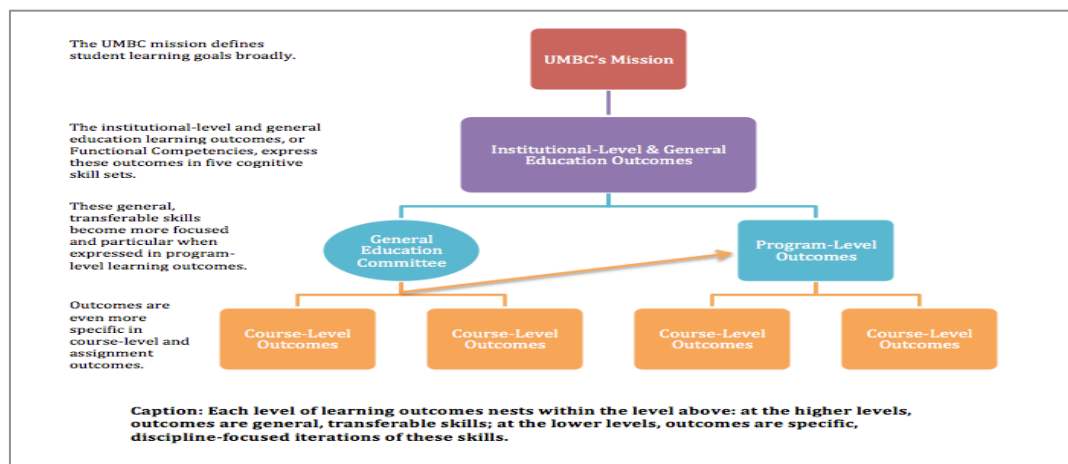 The UMBC mission defines
student learning goals broadly.
UMBC's Mission
The institutional-level and general
education learning outcomes, or
Functional Competencies, express
these outcomes in five cognitive
skill sets.
Institutional-Level & General
Education Outcomes
These general,
transferable skills
become more focused
and particular when
expressed in program-
level learning outcomes.
General
Education
Committee
Program-Level
Outcomes
Outcomes are
even more
specific in
course-level and
assignment
outcomes.
Course-Level
Outcomes
Course-Level
Outcomes
Course-Level
Outcomes
Course-Level
Outcomes
Caption: Each level of learning outcomes nests within the level above: at the higher levels,
outcomes are general, transferable skills; at the lower levels, outcomes are specific,
discipline-focused iterations of these skills.